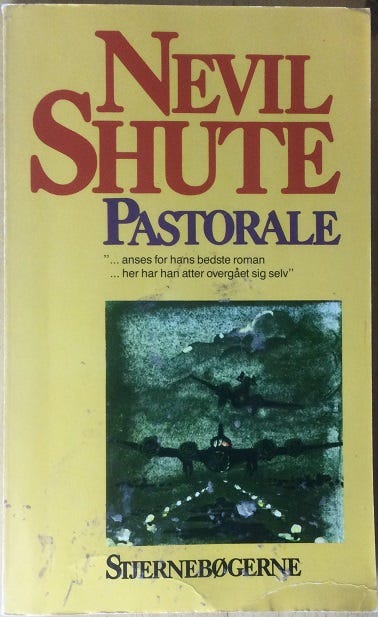 NEVIL
SHUTE
PASTORALE
"... anses for hans bedste roman
... her har han atter overgået sig selv"
STJERNEBØGERNE